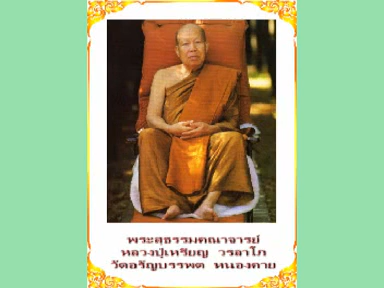 พระสุธรรมคณาจารย์
หลวงปู่เหรียญ วรลาโภ
วัดอรัญบรรพต หนองคาย